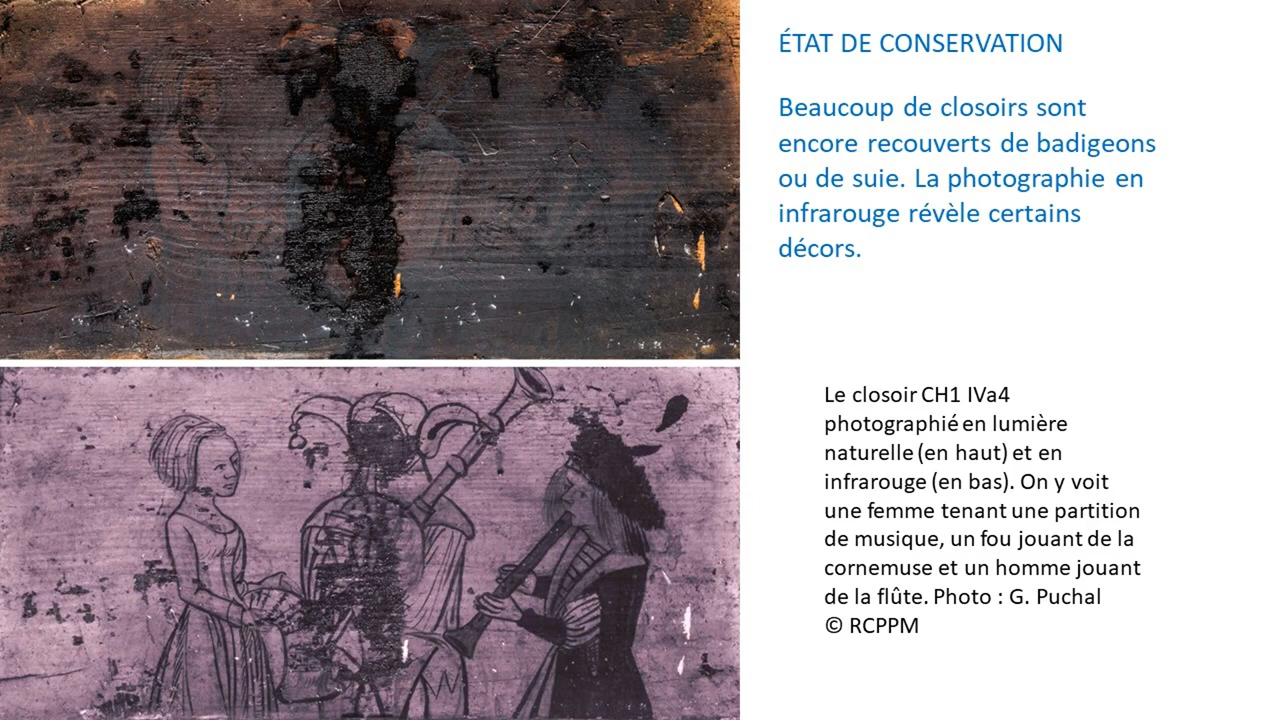 ÉTAT DE CONSERVATION
Beaucoup de closoirs sont
encore recouverts de badigeons
ou de suie. La photographie en
infrarouge révèle certains
décors.
Le closoir CH1 IVa4
photographié en lumière
naturelle (en haut) et en
infrarouge (en bas). On y voit
une femme tenant une partition
de musique, un fou jouant de la
cornemuse et un homme jouant
de la flûte. Photo : G. Puchal
© RCPPM